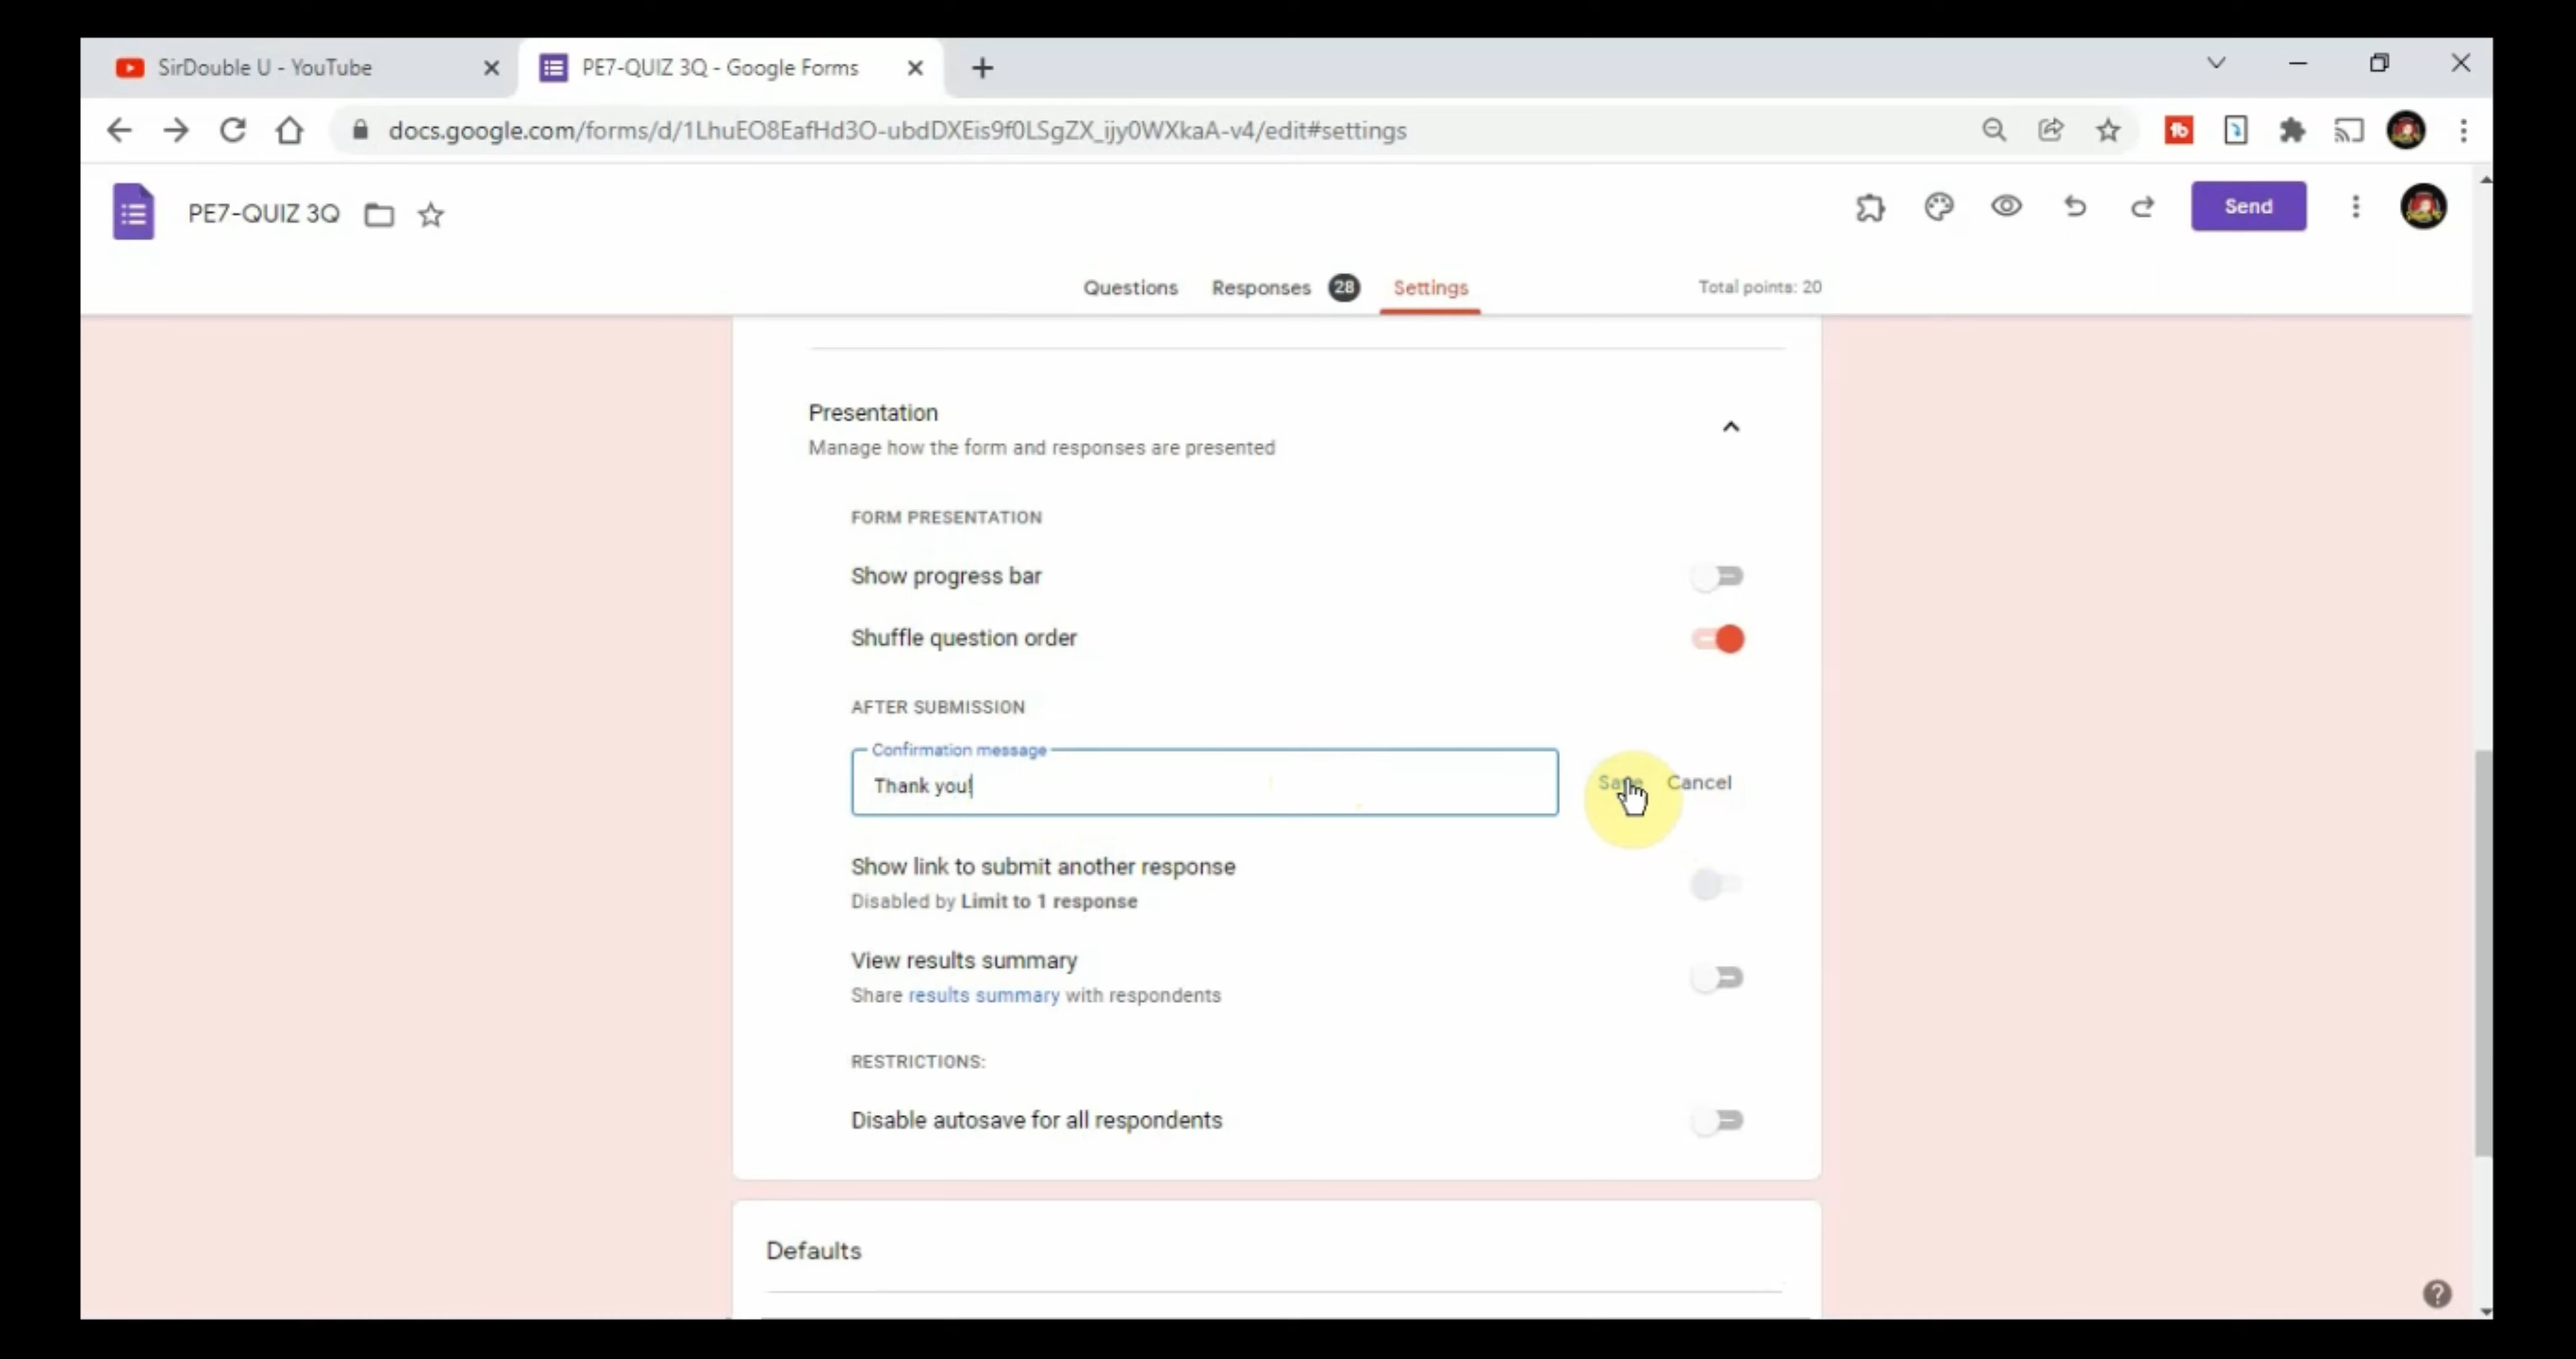 SirDouble U - YouTube
PE7-QUIZ 3Q - Google Forms
docs.google.com/forms/d/1LhuEO8EafHd3O-ubdDXEis9f0LSgZX_ijy0WXkaA-v4/edit#settings
PE7-QUIZ 3Q
Send
Questions Responses 28 Settings Total points: 20
Presentation
Manage how the form and responses are presented
FORM PRESENTATION
Show progress bar
Shuffle question order
AFTER SUBMISSION
Confirmation message
Thank you!
Save Cancel
Show link to submit another response
Disabled by Limit to 1 response
View results summary
Share results summary with respondents
RESTRICTIONS:
Disable autosave for all respondents
Defaults